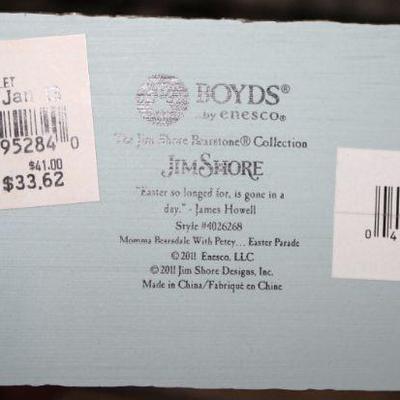 ET
Jan
95284 0
$41.00
$33.62
BOYDS®
by enesco®
The Jim Shore Bearstone® Collection
JIM SHORE
"Easter so longed for, is gone in a
day." - James Howell
Style #4026268
Momma Bearsdale With Petey... Easter Parade
©2011 Enesco, LLC
©2011 Jim Shore Designs, Inc.
Made in China/Fabriqué en Chine
0 4